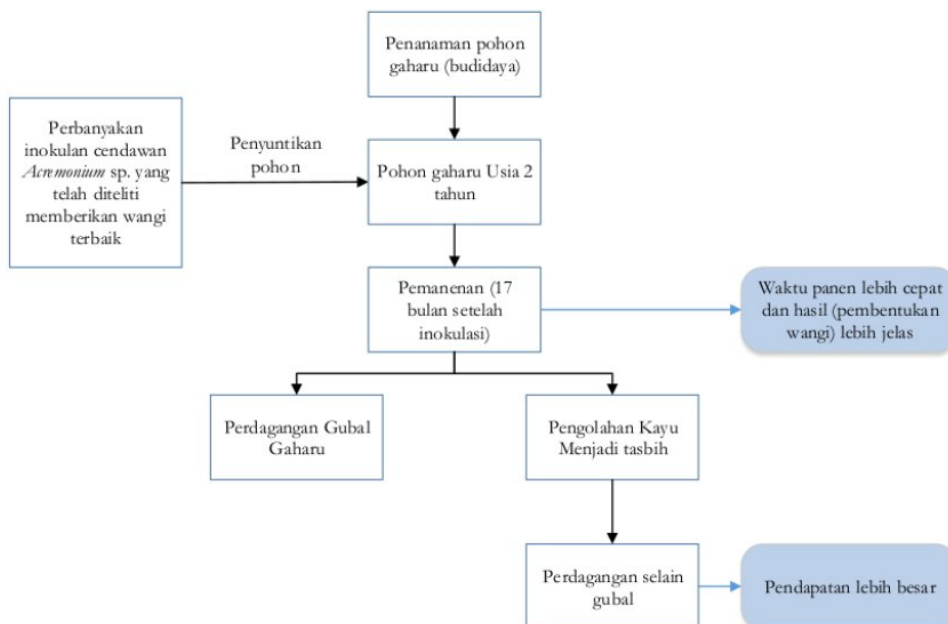 Penanaman pohon
gaharu (budidaya)
Perbanyakan
inokulan cendawan
Acremonium sp. yang
telah diteliti
memberikan wangi
terbaik
Penyuntikan
pohon
Pohon gaharu Usia 2
tahun
Pemanenan (17
bulan setelah
inokulasi)
Waktu panen lebih cepat
dan hasil (pembentukan
wangi) lebih jelas
Perdagangan Gubal
Gaharu
Pengolahan Kayu
Menjadi tasbih
Perdagangan selain
gubal
Pendapatan lebih besar